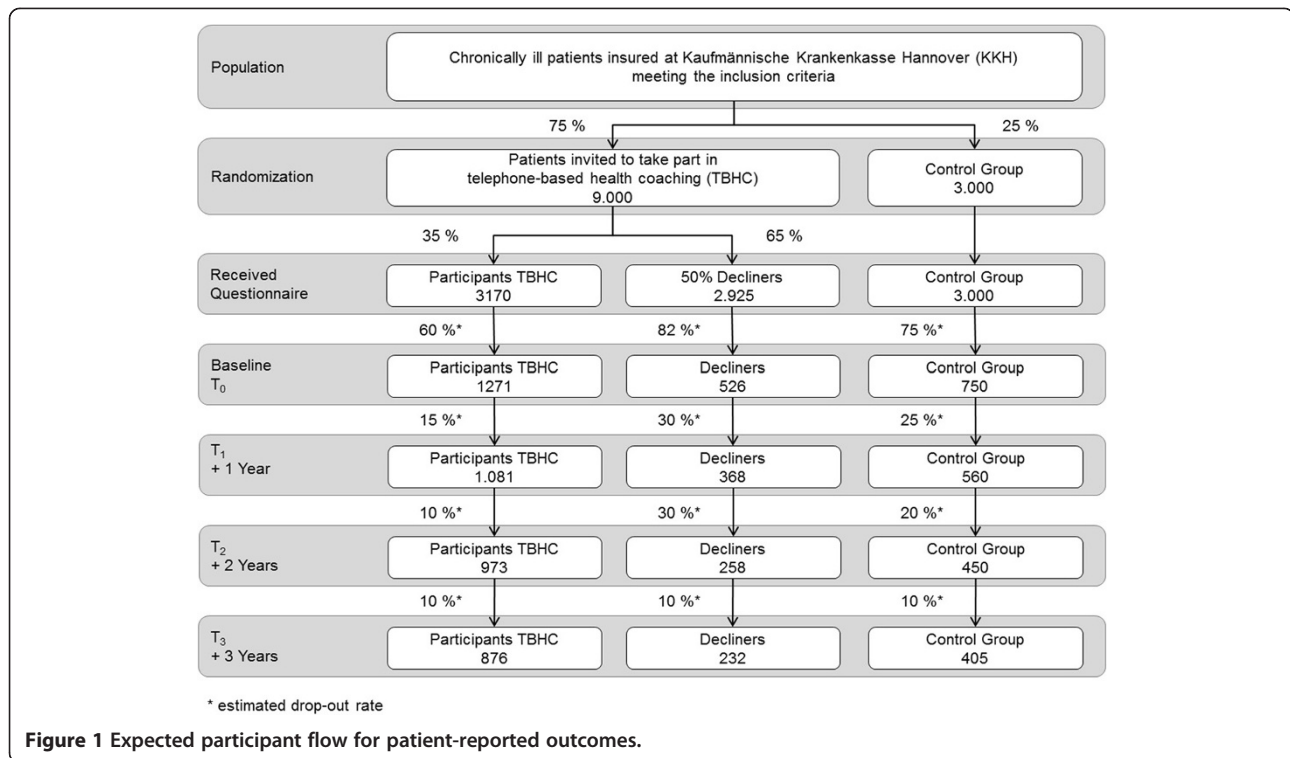 Population
Chronically ill patients insured at Kaufmännische Krankenkasse Hannover (KKH)
meeting the inclusion criteria
75 %
25 %
Randomization
Patients invited to take part in
telephone-based health coaching (TBHC)
9.000
Control Group
3.000
35 %
65 %
Received
Questionnaire
Participants TBHC
3170
50% Decliners
2.925
Control Group
3.000
60 %*
82 %*
75 %*
Baseline
T0
Participants TBHC
1271
Decliners
526
Control Group
750
15 %*
30 %*
25 %*
T1
+ 1 Year
Participants TBHC
1.081
Decliners
368
Control Group
560
10 %*
30 %*
20 %*
T2
+ 2 Years
Participants TBHC
973
Decliners
258
Control Group
450
10 %*
10 %*
10 %*
T3
+ 3 Years
Participants TBHC
876
Decliners
232
Control Group
405
* estimated drop-out rate
Figure 1 Expected participant flow for patient-reported outcomes.